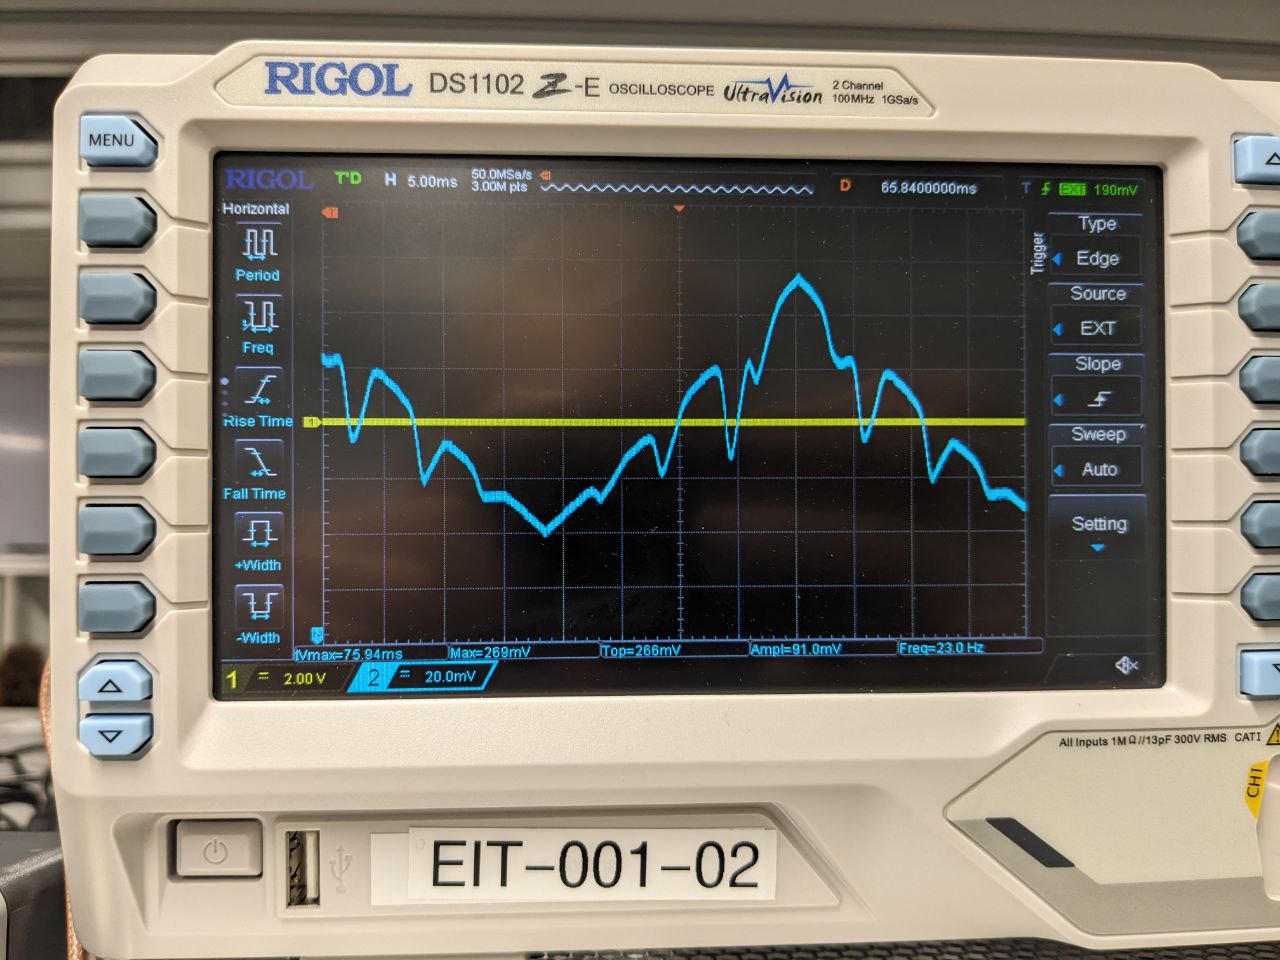 RIGOL DS1102 Z-E OSCILLOSCOPE UltraVision 2 Channel
100MHz 1GSa/s
MENU
RIGOL T'D H 5.00ms 50.0MSa/s
3.00M pts
D 65.8400000ms T EXT 190mV
Horizontal
Period
Freq
Rise Time
Fall Time
+Width
-Width
T
1
2
Trigger
Type
Edge
Source
EXT
Slope
Sweep
Auto
Setting
tVmax=75.94ms Max=269mV Top=266mV Ampl=91.0mV Freq=23.0 Hz
1 = 2.00 V 2 = 20.0mV
All Inputs 1MΩ//13pF 300V RMS CATI
CH1
EIT-001-02